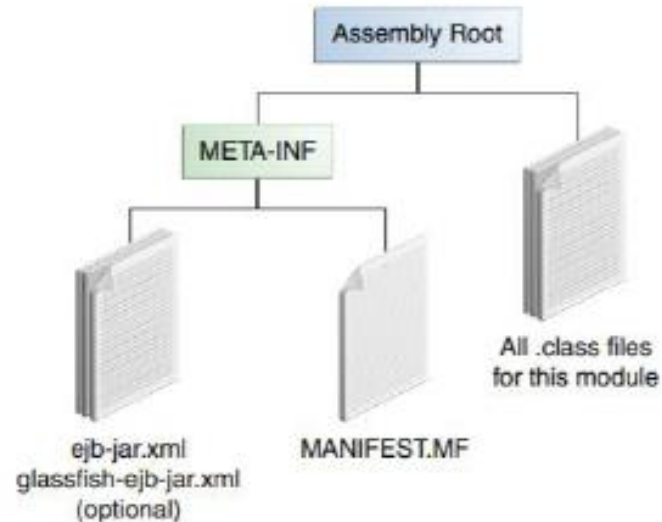 Assembly Root
META-INF
All .class files
for this module
ejb-jar.xml
glassfish-ejb-jar.xml
(optional)
MANIFEST.MF